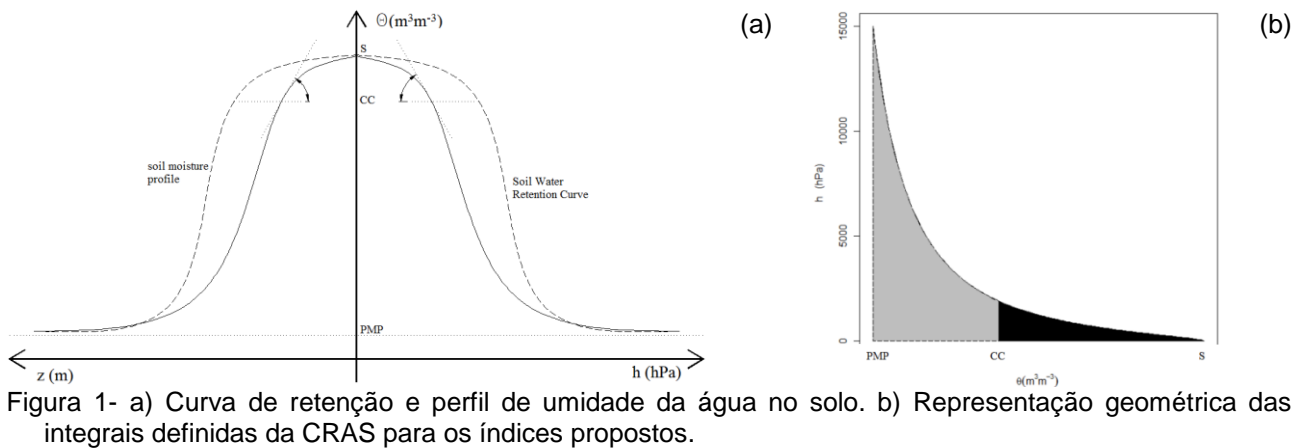 Θ(m³m⁻³)
(a)
(b)
S
CC
soil moisture
profile
Soil Water
Retention Curve
PMP
z (m)
h (hPa)
15000
10000
5000
0
h (hPa)
PMP
CC
S
θ(m³m⁻³)
Figura 1- a) Curva de retenção e perfil de umidade da água no solo. b) Representação geométrica das
integrais definidas da CRAS para os índices propostos.